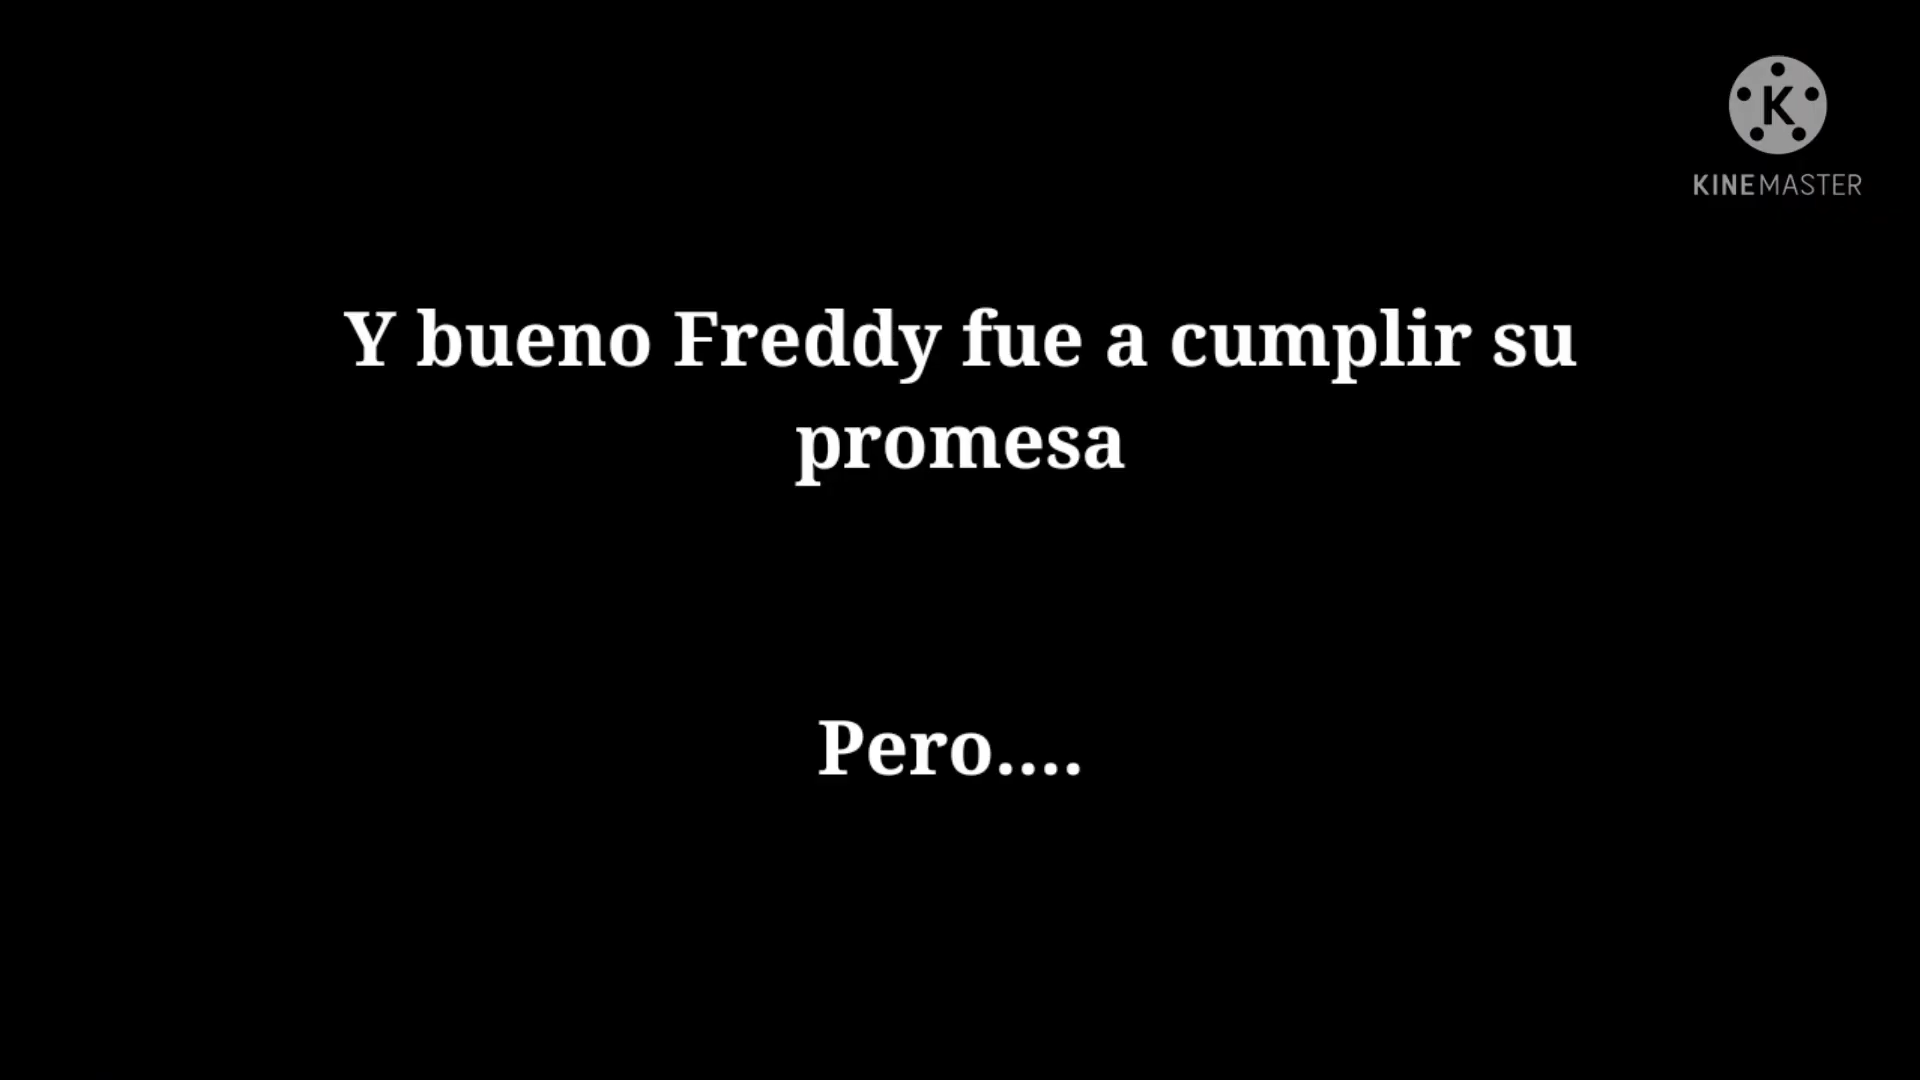 K
KINEMASTER
Y bueno Freddy fue a cumplir su
promesa
Pero....